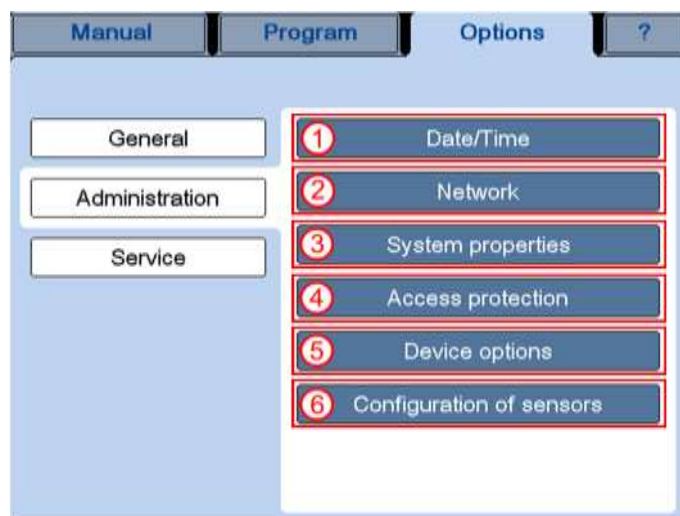 Manual Program Options ?
General
Administration
Service
1 Date/Time
2 Network
3 System properties
4 Access protection
5 Device options
6 Configuration of sensors